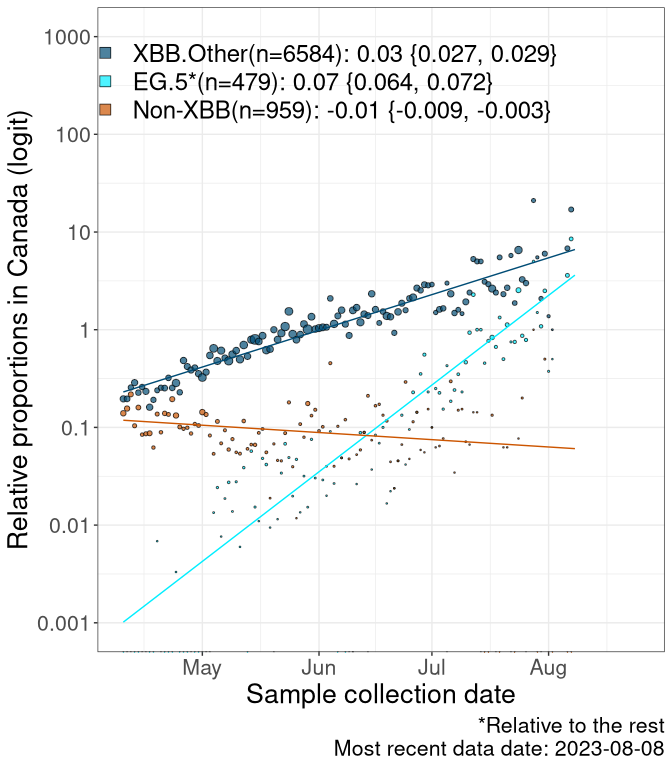 1000
100
10
1
0.1
0.01
0.001
Relative proportions in Canada (logit)
XBB.Other(n=6584): 0.03 {0.027, 0.029}
EG.5*(n=479): 0.07 {0.064, 0.072}
Non-XBB(n=959): -0.01 {-0.009, -0.003}
May Jun Jul Aug
Sample collection date
*Relative to the rest
Most recent data date: 2023-08-08